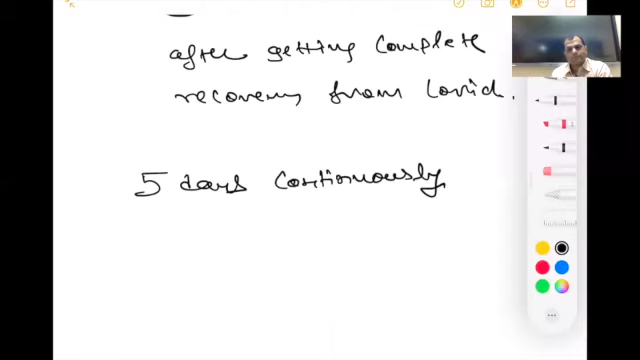 after getting complete
recovery from Covid.
5 days continuously